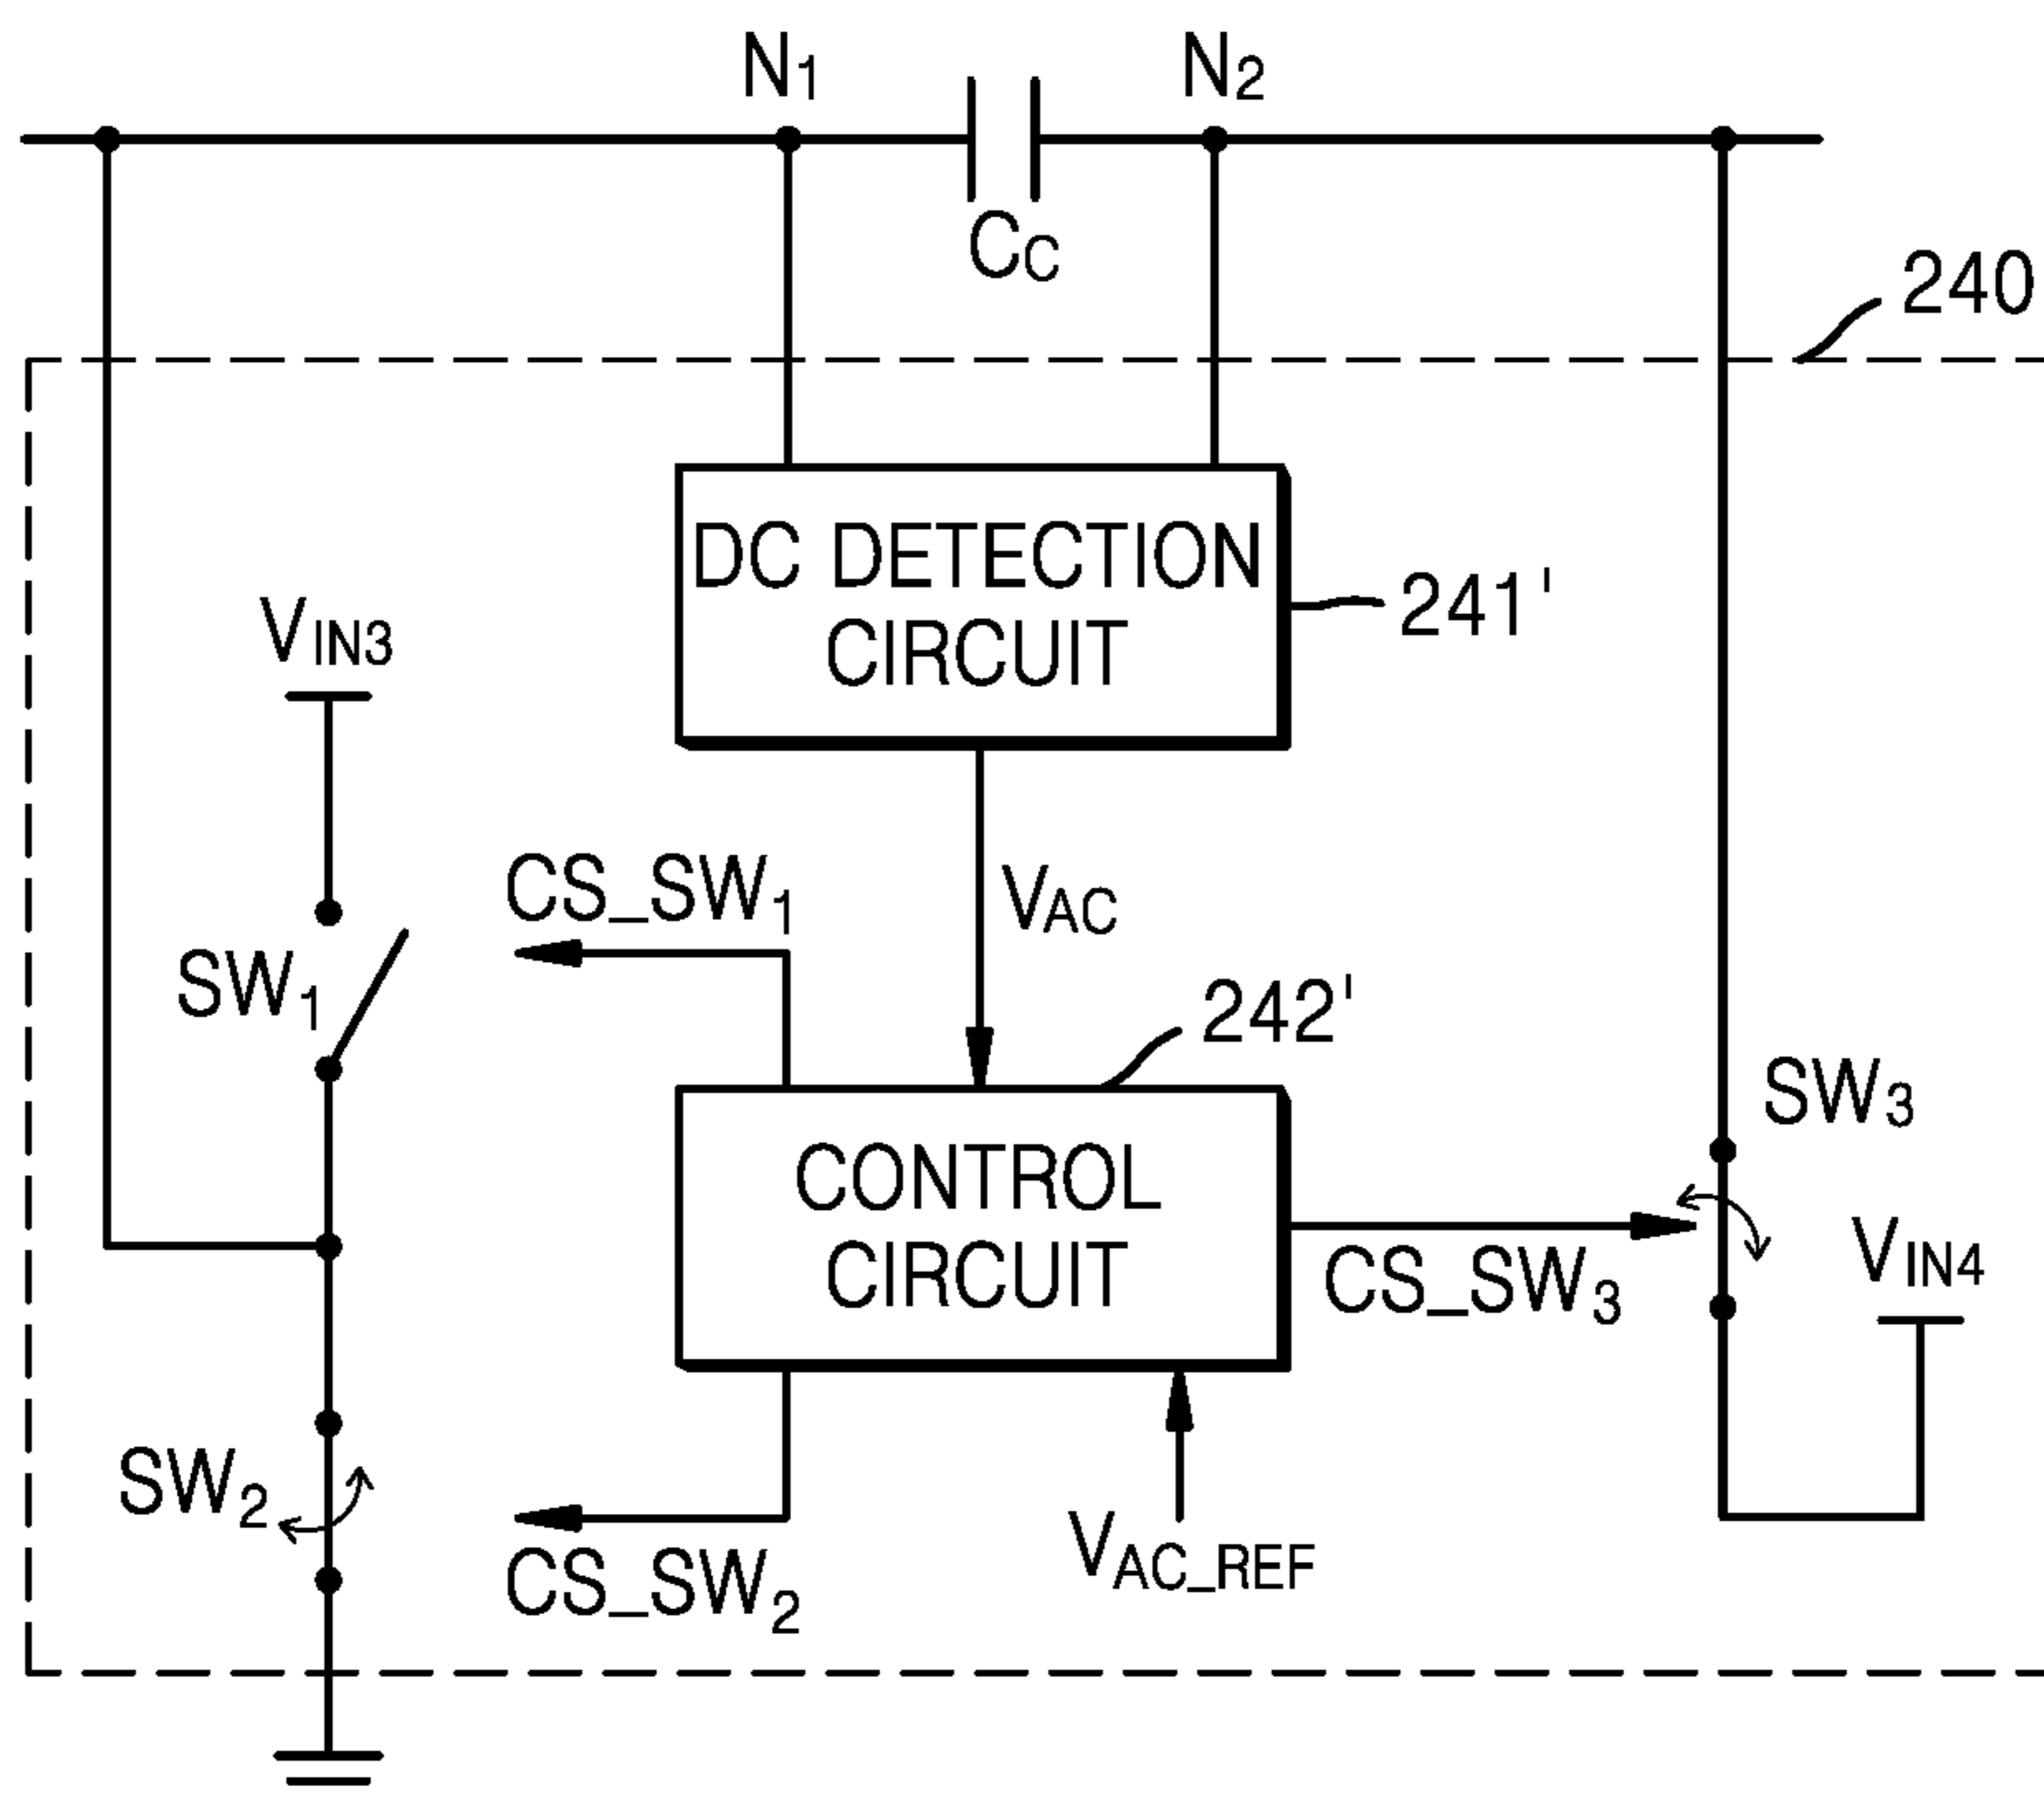 N1
N2
CC
240
DC DETECTION
CIRCUIT
241'
VIN3
CS_SW1
VAC
SW1
242'
SW3
CONTROL
CIRCUIT
CS_SW3
VIN4
SW2
CS_SW2
VAC_REF